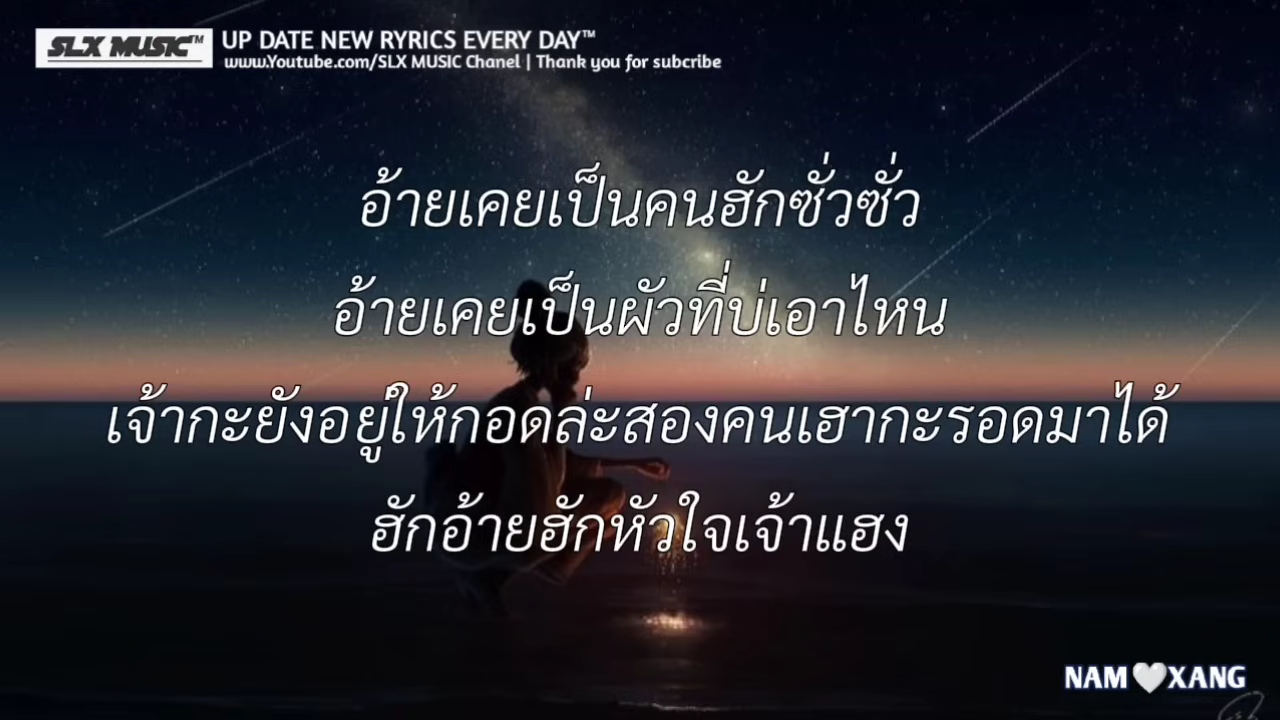 SLX MUSIC™
UP DATE NEW RYRICS EVERY DAY™
www.Youtube.com/SLX MUSIC Chanel | Thank you for subcribe
อ้ายเคยเป็นคนฮักซั่วซั่ว
อ้ายเคยเป็นผัวที่บ่เอาไหน
เจ้ากะยังอยู่ให้กอดล่ะสองคนเฮากะรอดมาได้
ฮักอ้ายฮักหัวใจเจ้าแฮง
NAM🤍XANG